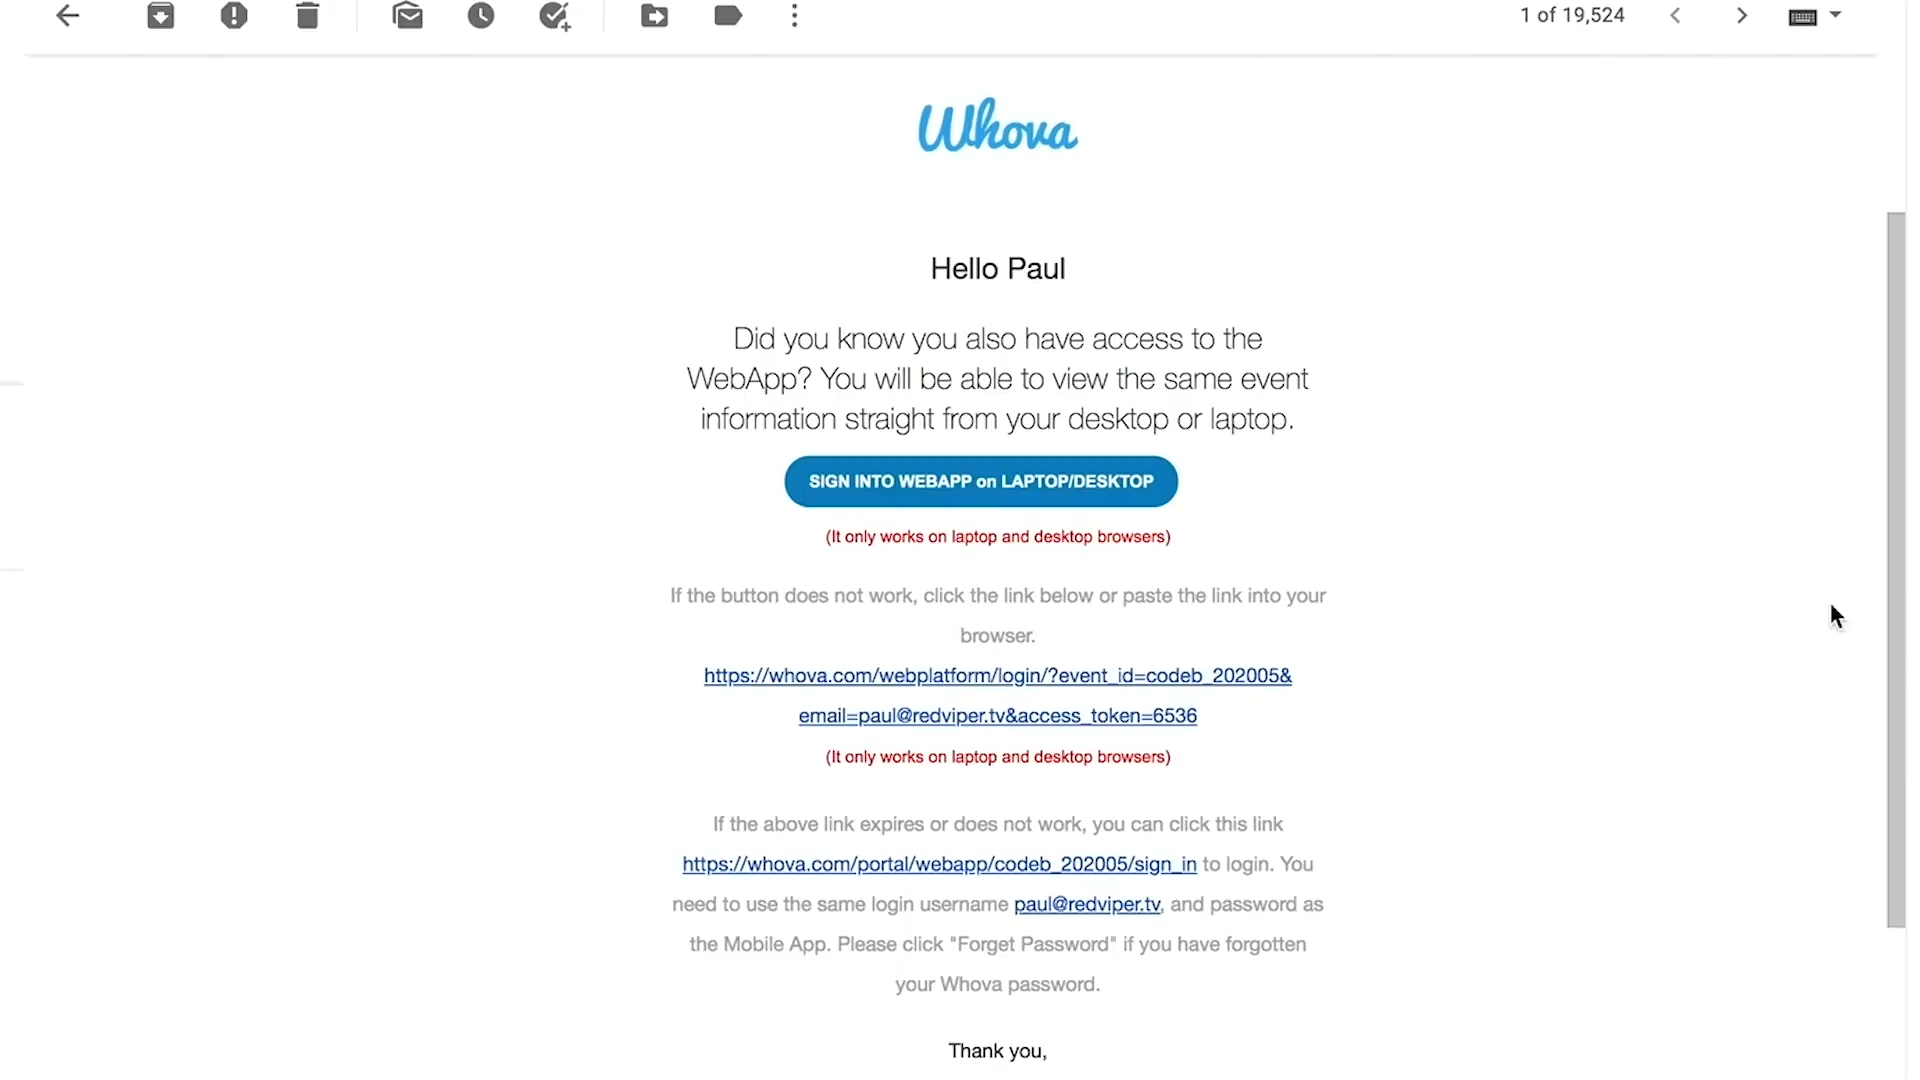 1 of 19,524
Whova
Hello Paul
Did you know you also have access to the
WebApp? You will be able to view the same event
information straight from your desktop or laptop.
SIGN INTO WEBAPP on LAPTOP/DESKTOP
(It only works on laptop and desktop browsers)
If the button does not work, click the link below or paste the link into your
browser.
https://whova.com/webplatform/login/?event_id=codeb_202005&
email=paul@redviper.tv&access_token=6536
(It only works on laptop and desktop browsers)
If the above link expires or does not work, you can click this link
https://whova.com/portal/webapp/codeb_202005/sign_in to login. You
need to use the same login username paul@redviper.tv, and password as
the Mobile App. Please click "Forget Password" if you have forgotten
your Whova password.
Thank you,